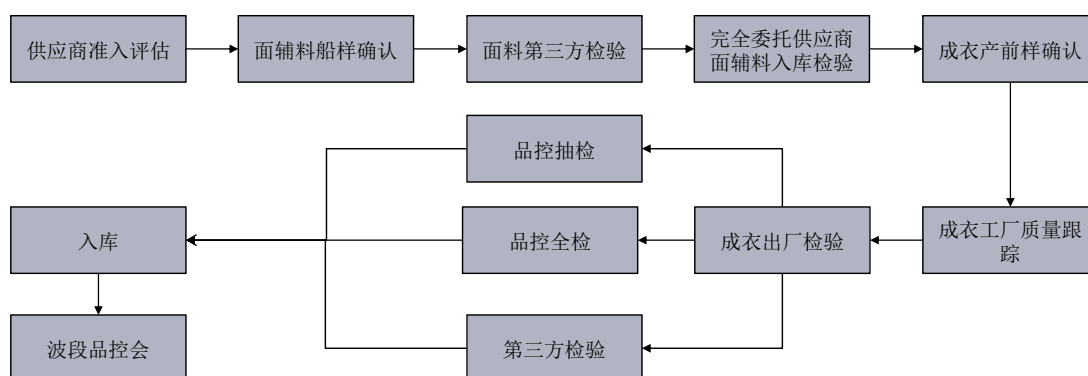 供应商准入评估
面辅料船样确认
面料第三方检验
完全委托供应商
面辅料入库检验
成衣产前样确认
品控抽检
入库
品控全检
成衣出厂检验
成衣工厂质量跟
踪
波段品控会
第三方检验